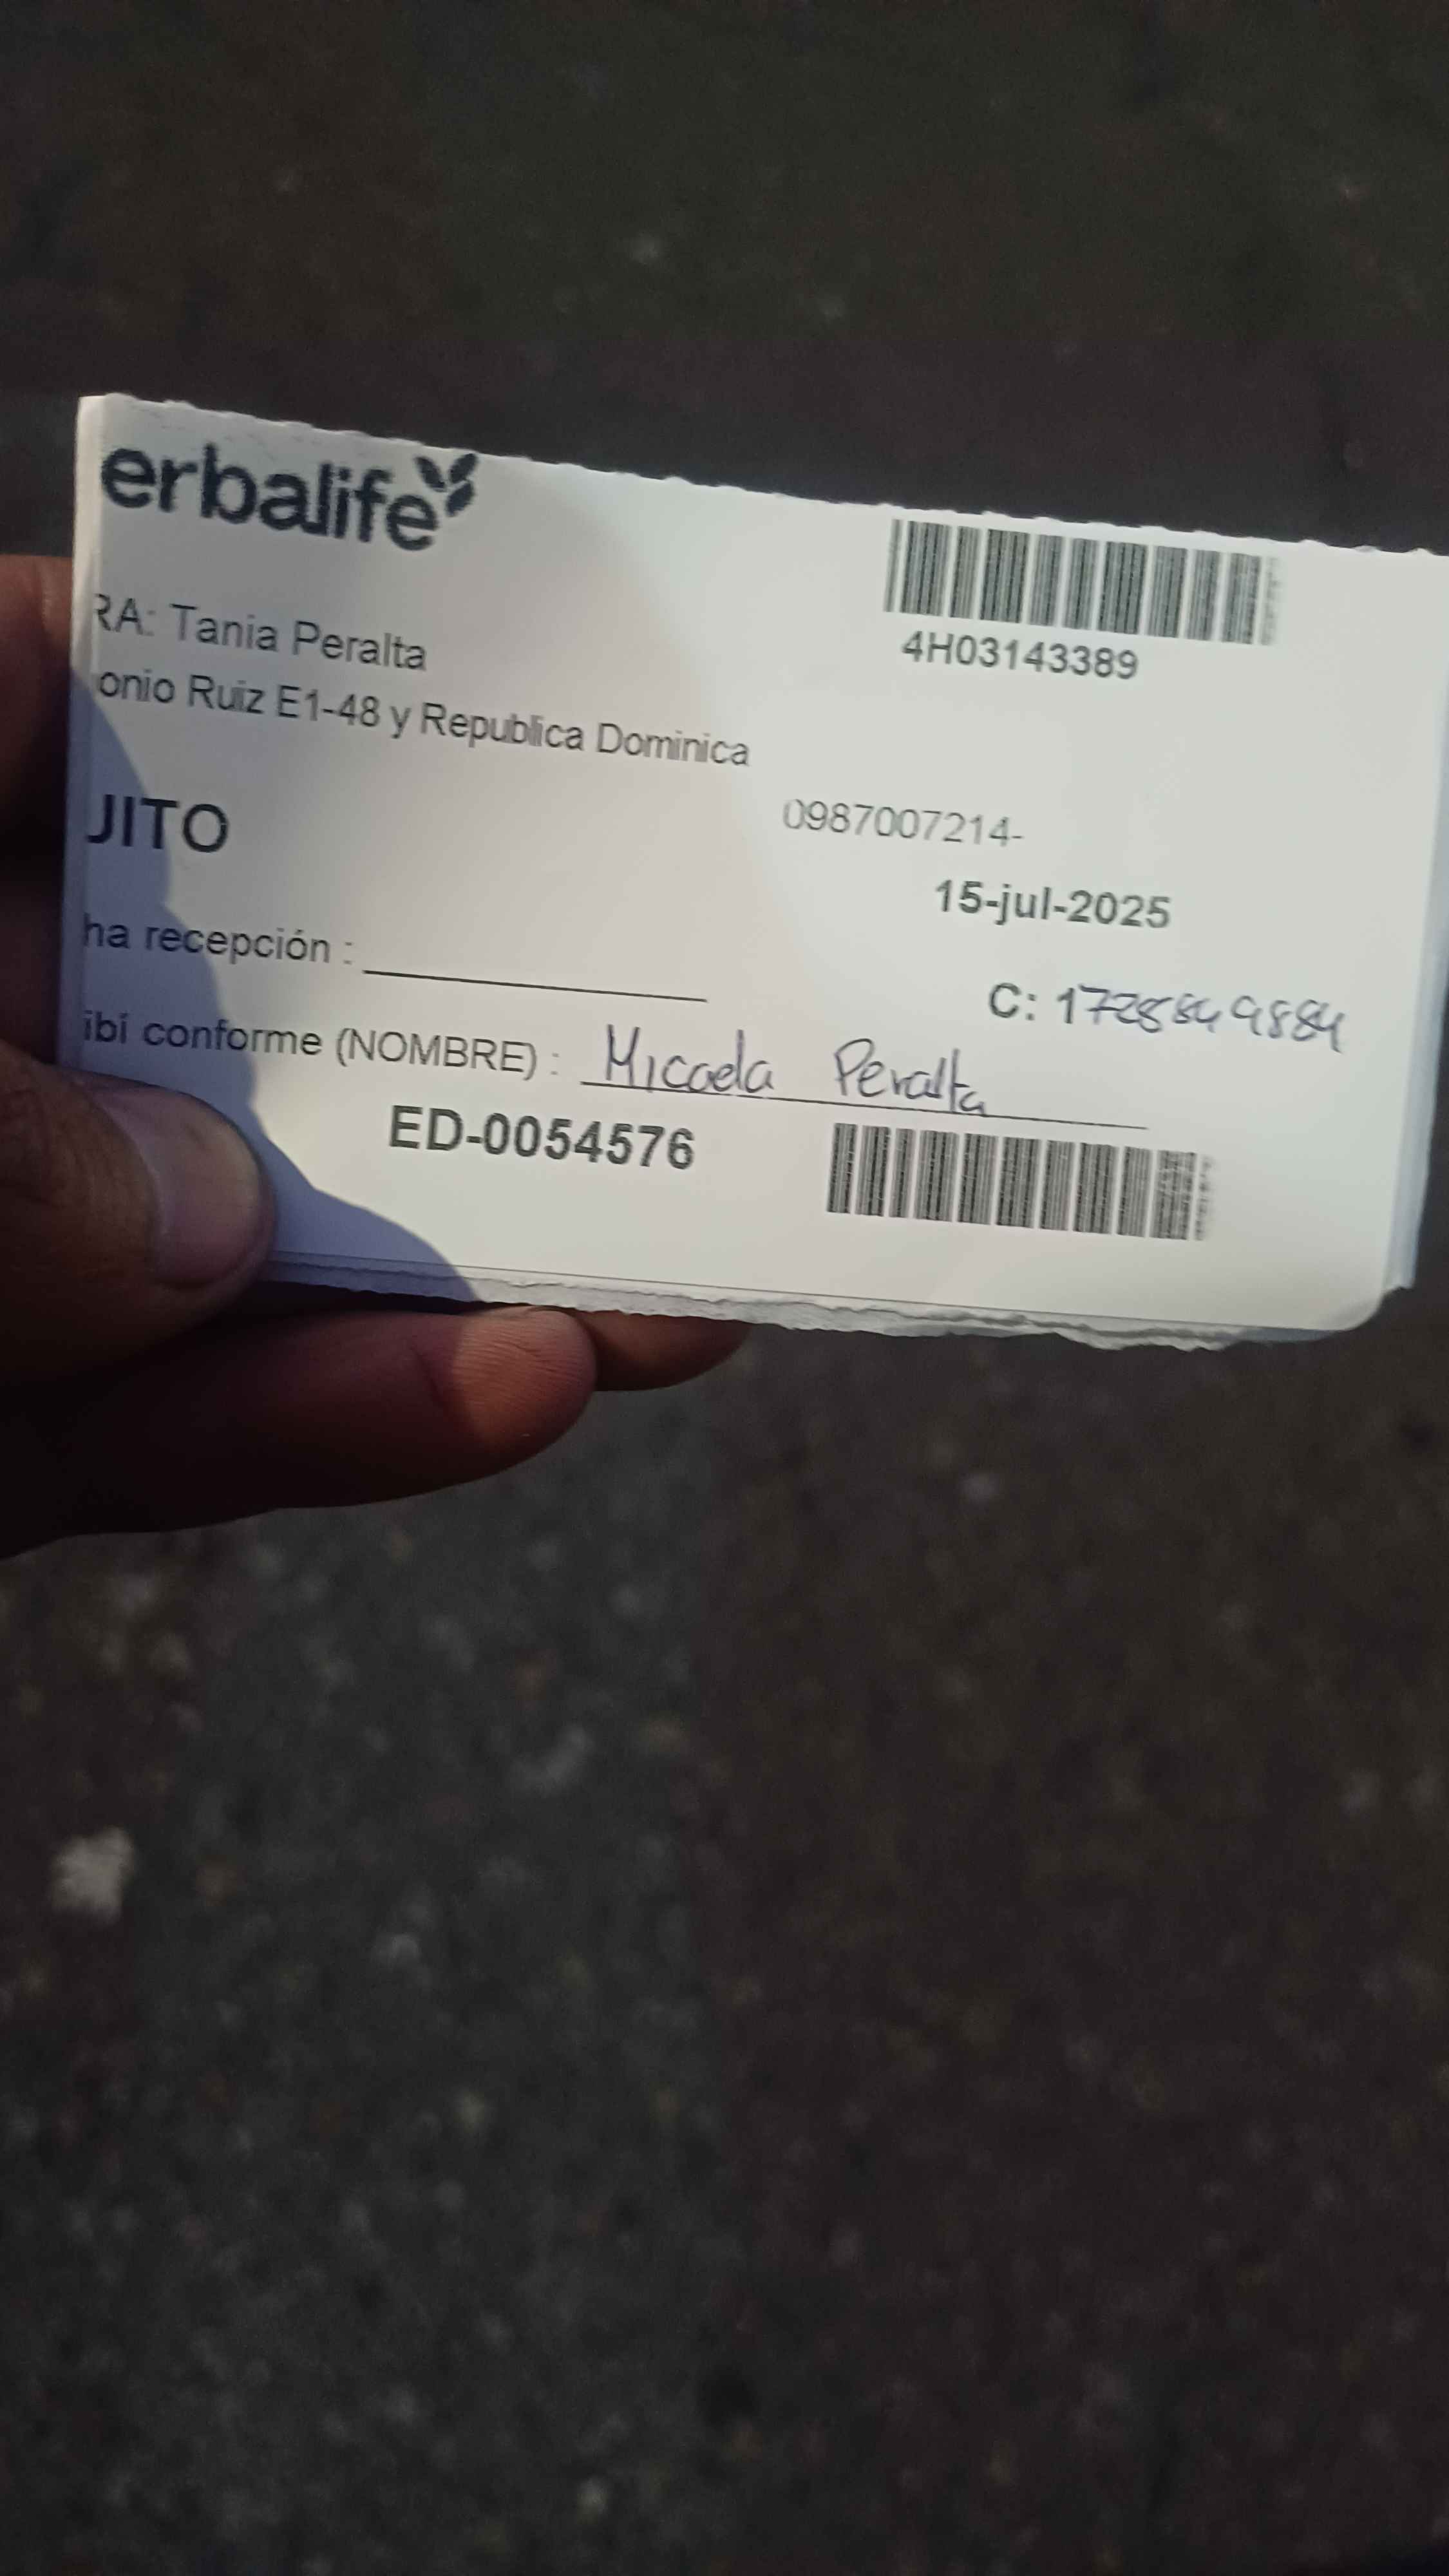 erbalife
4H03143389
RA: Tania Peralta
onio Ruiz E1-48 y Republica Dominica
0987007214-
JITO
15-jul-2025
ha recepción :
C: 1728849884
ibí conforme (NOMBRE) : Micaela Peralta
ED-0054576